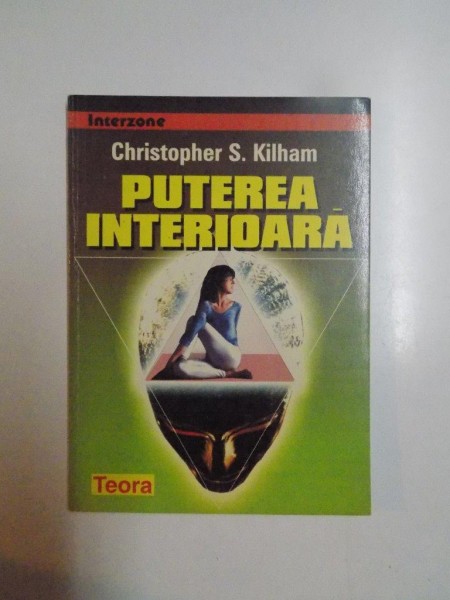 Interzone
Christopher S. Kilham
PUTEREA
INTERIOARĂ
Teora